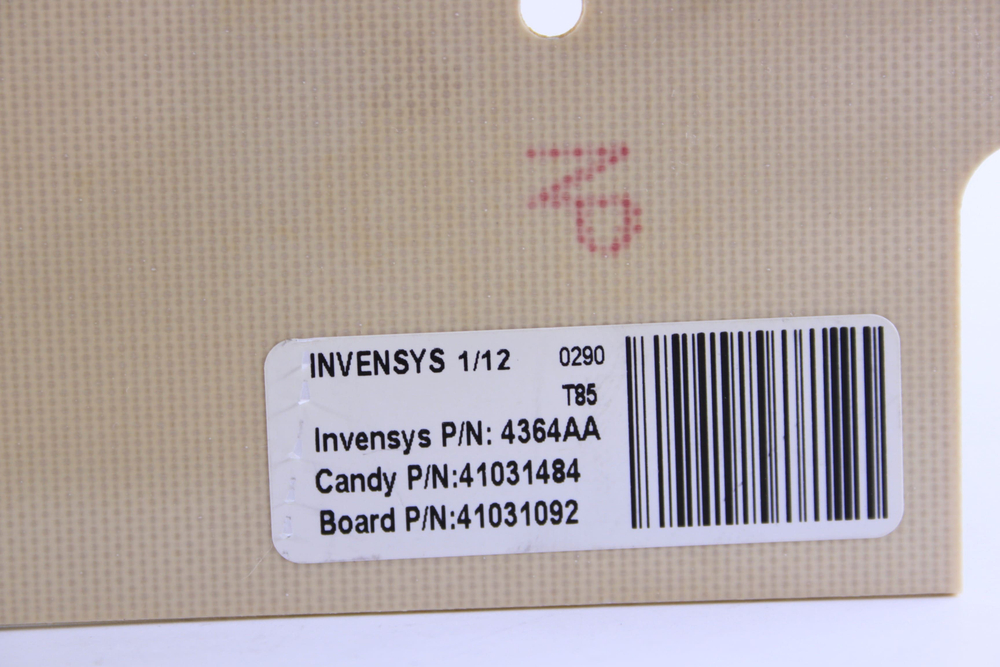 INVENSYS 1/12 0290
T85
Invensys P/N: 4364AA
Candy P/N:41031484
Board P/N:41031092